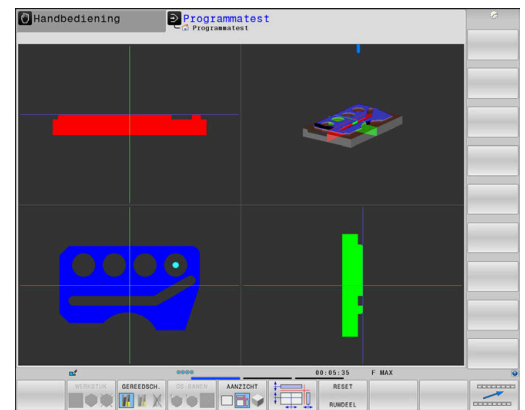 Handbediening
Programmatest
Programmatest
00:05:35 F MAX
WERKSTUK GEREEDSCH. AANZICHT RESET
RUWDEEL